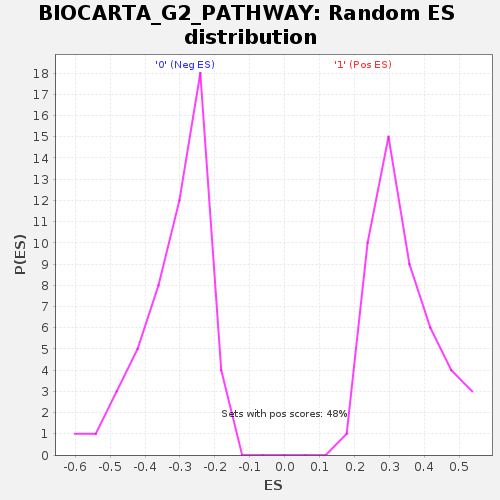 BIOCARTA_G2_PATHWAY: Random ES
distribution
'0' (Neg ES)
'1' (Pos ES)
18
17
16
15
14
13
12
11
10
9
8
7
6
5
4
3
2
1
0
P(ES)
Sets with pos scores: 48%
-0.6 -0.5 -0.4 -0.3 -0.2 -0.1 0.0 0.1 0.2 0.3 0.4 0.5
ES